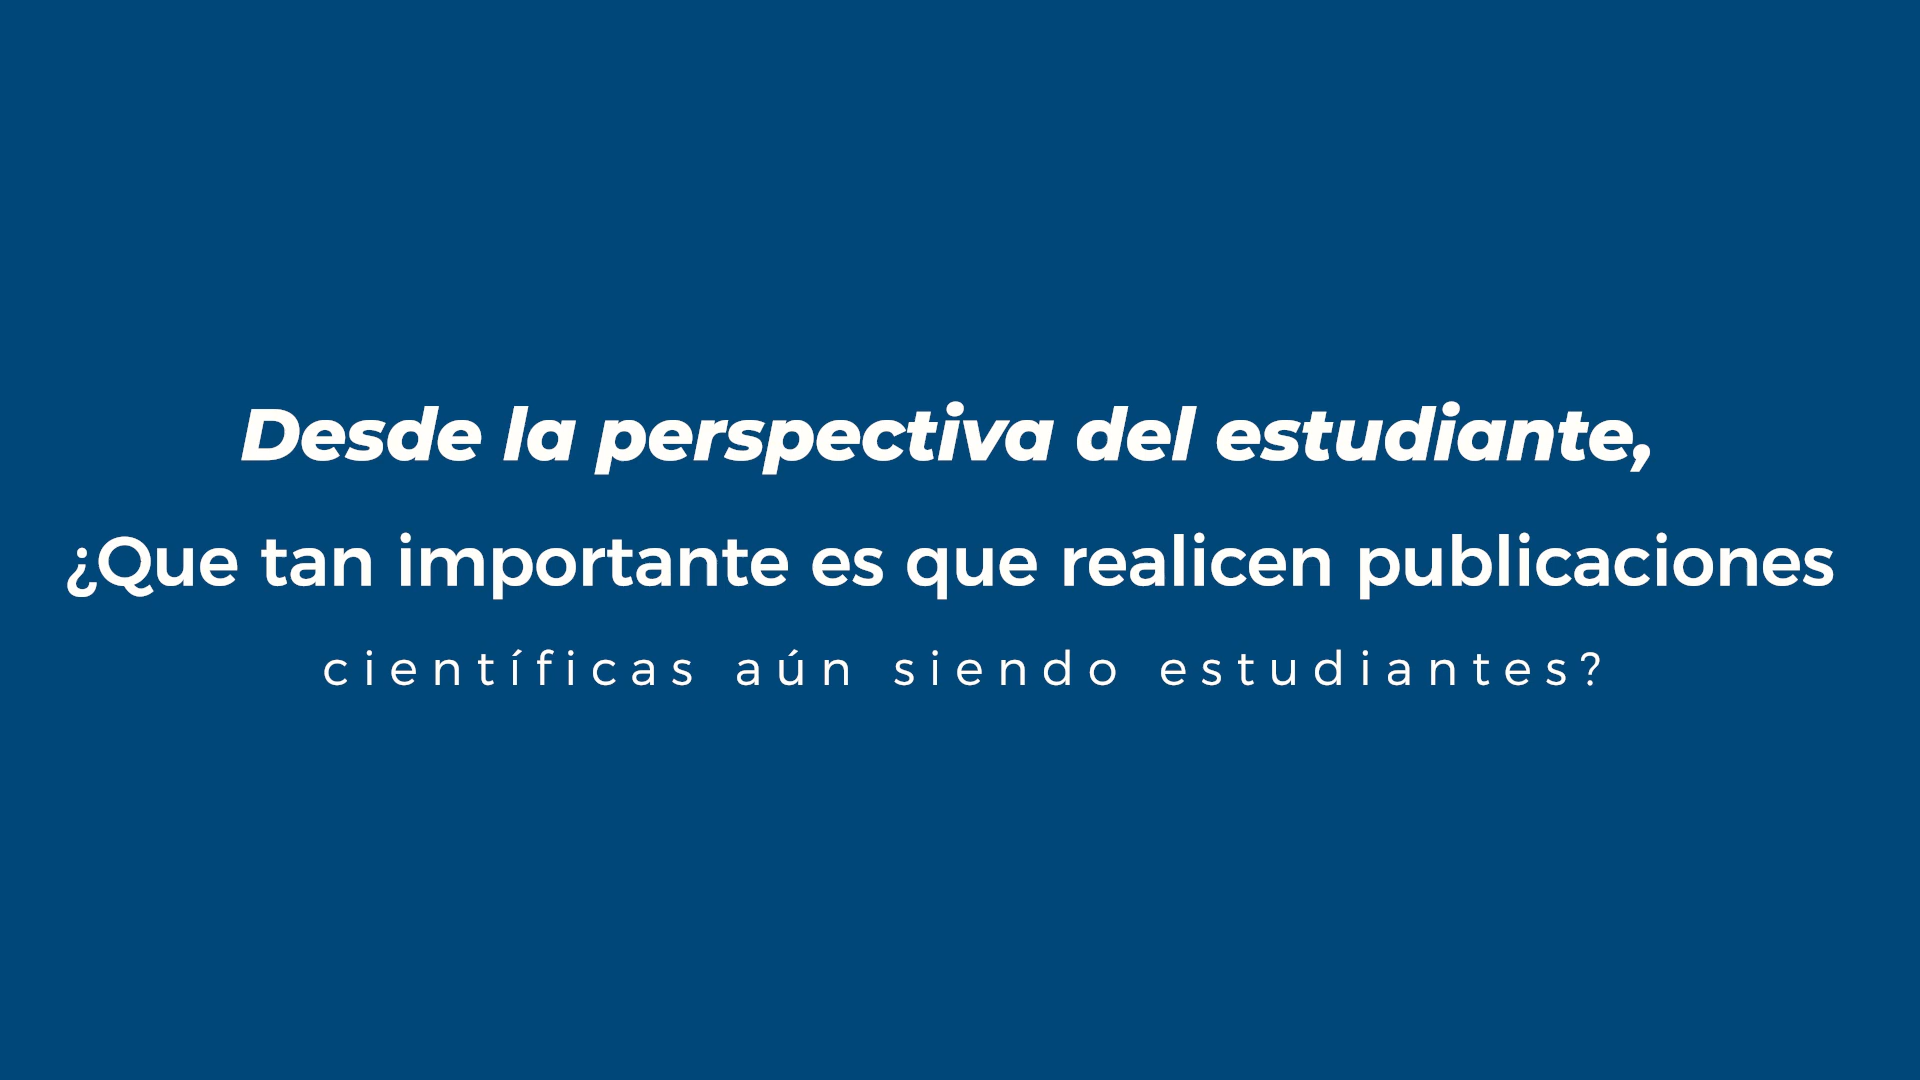 Desde la perspectiva del estudiante,
¿Que tan importante es que realicen publicaciones
científicas aún siendo estudiantes?